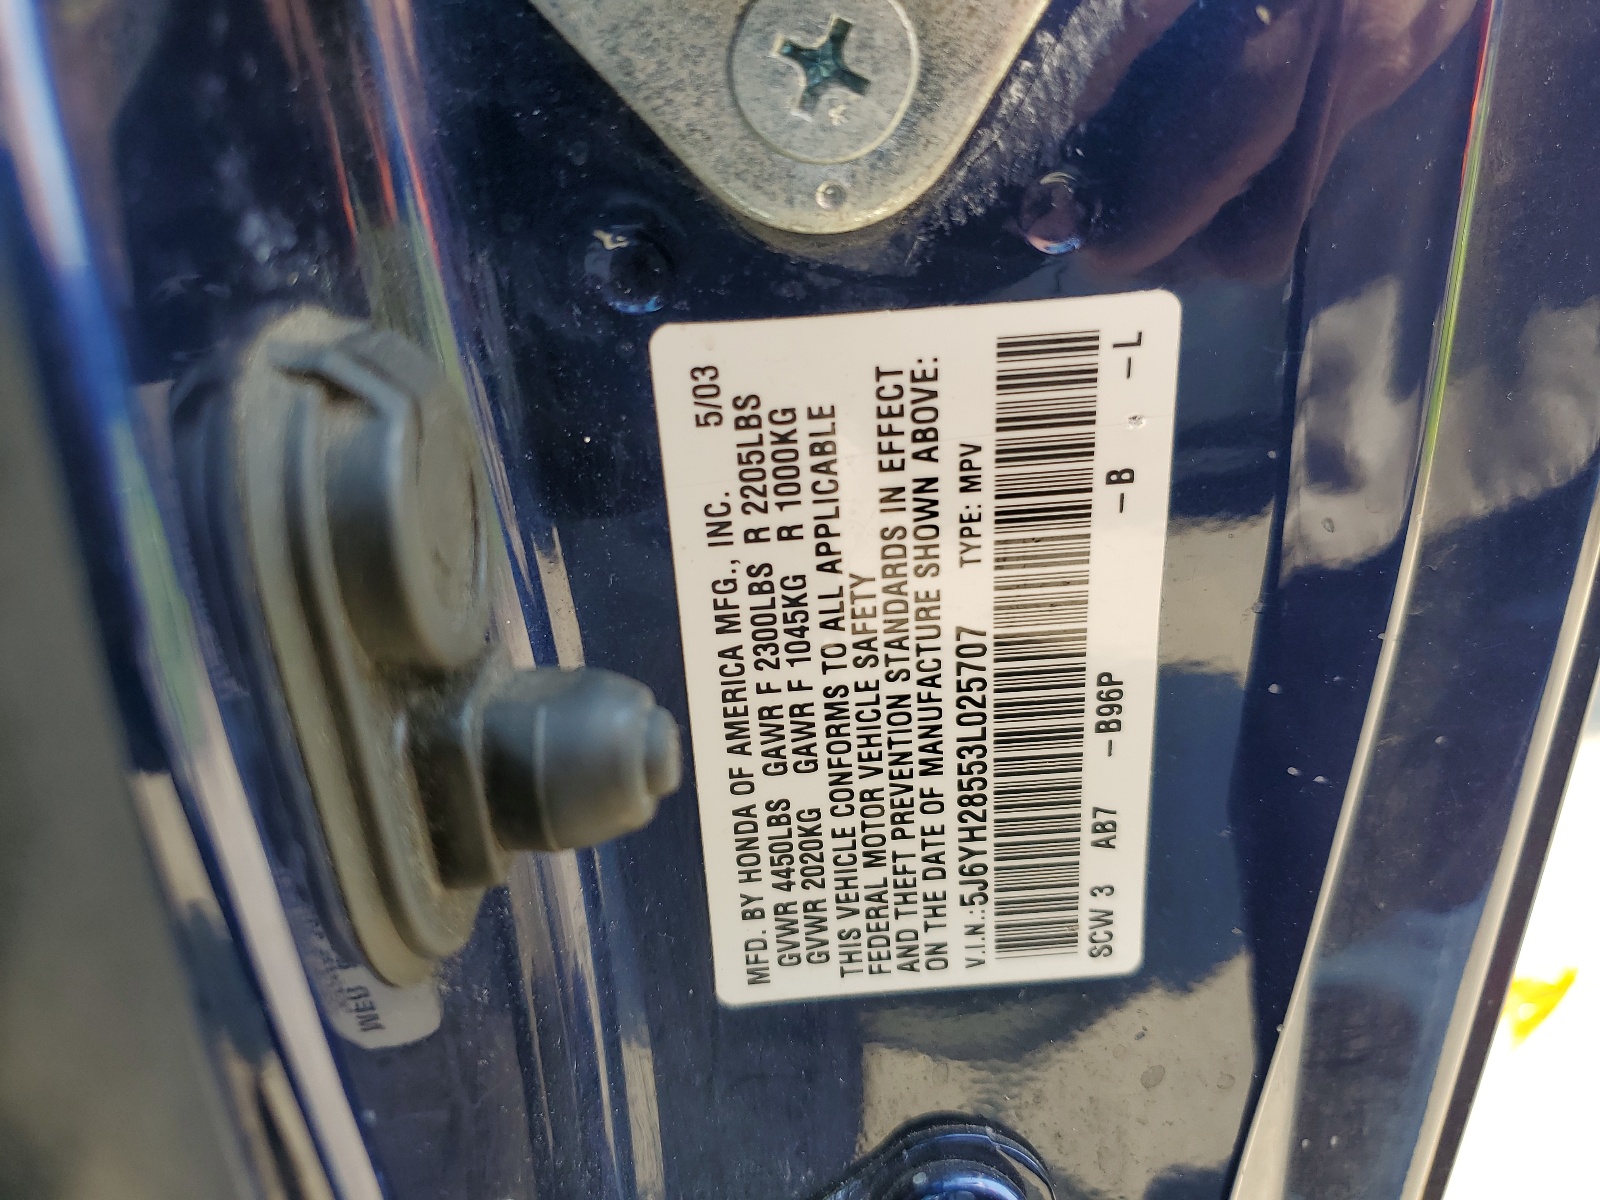 MFD. BY HONDA OF AMERICA MFG., INC. 5/03
GVWR 4450LBS GAWR F 2300LBS R 2205LBS
GVWR 2020KG GAWR F 1045KG R 1000KG
THIS VEHICLE CONFORMS TO ALL APPLICABLE
FEDERAL MOTOR VEHICLE SAFETY
AND THEFT PREVENTION STANDARDS IN EFFECT
ON THE DATE OF MANUFACTURE SHOWN ABOVE:
V.I.N.:5J6YH28553L025707 TYPE: MPV
SCW 3 AB7 -B96P -B -L